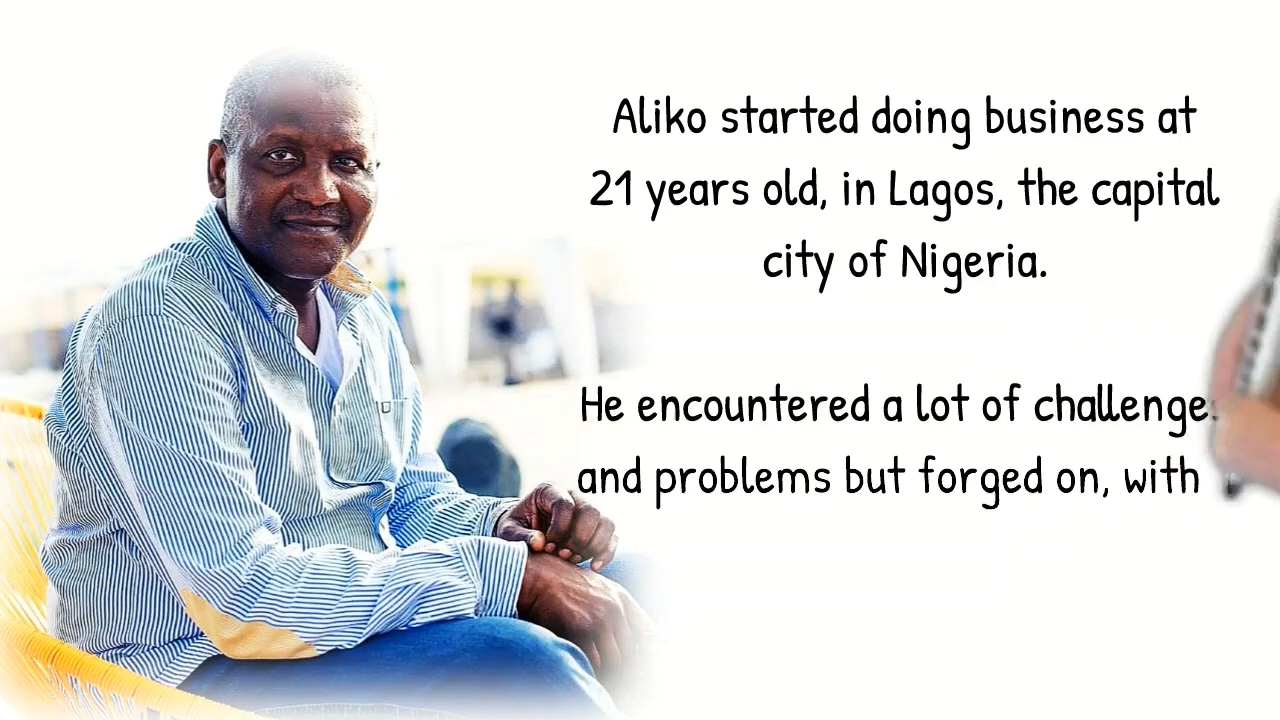 Aliko started doing business at
21 years old, in Lagos, the capital
city of Nigeria.
He encountered a lot of challenge
and problems but forged on, with